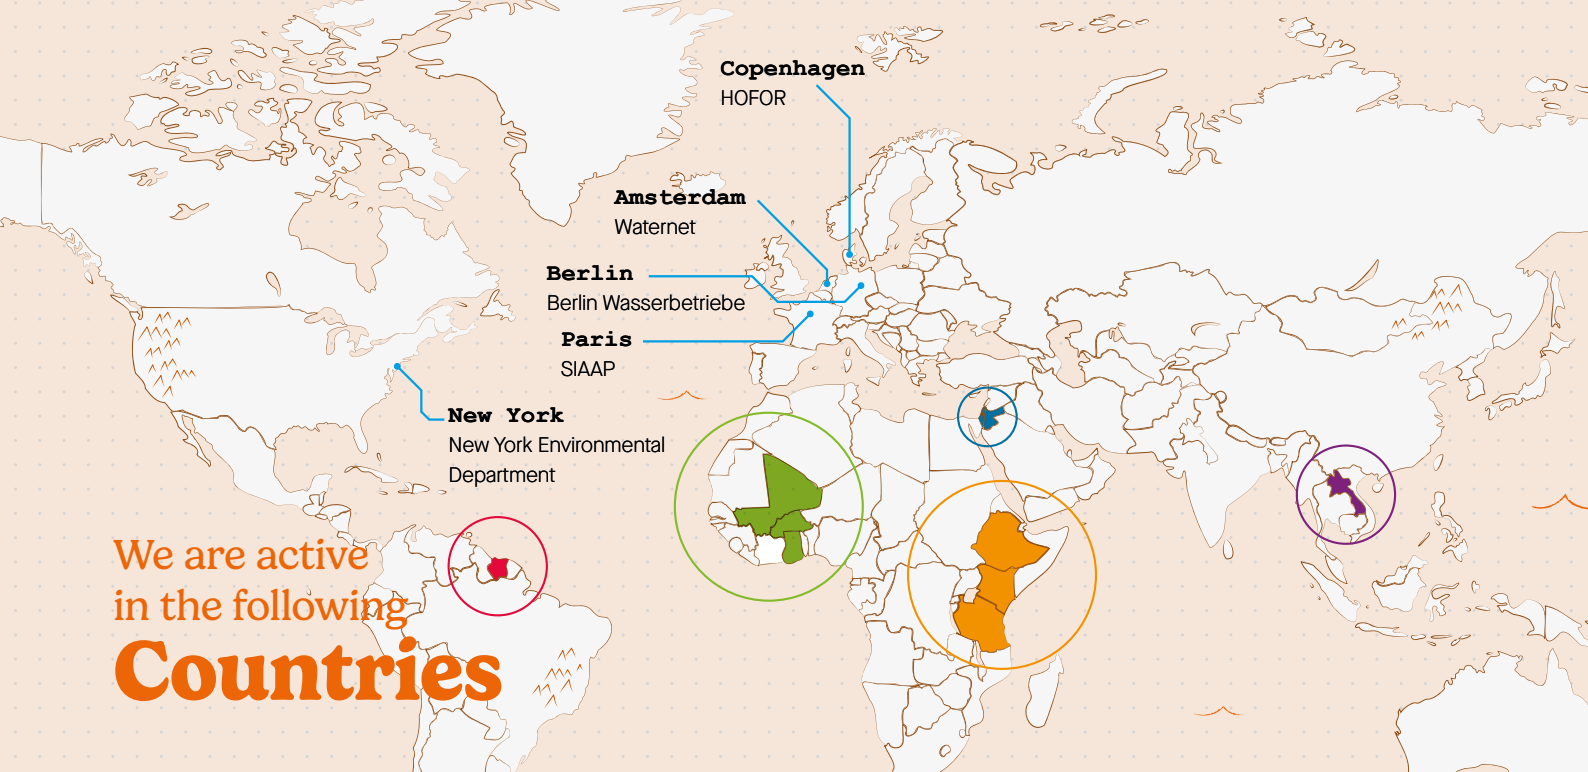 Copenhagen
HOFOR
Amsterdam
Waternet
Berlin
Berlin Wasserbetriebe
Paris
SIAAP
New York
New York Environmental
Department
We are active
in the following
Countries